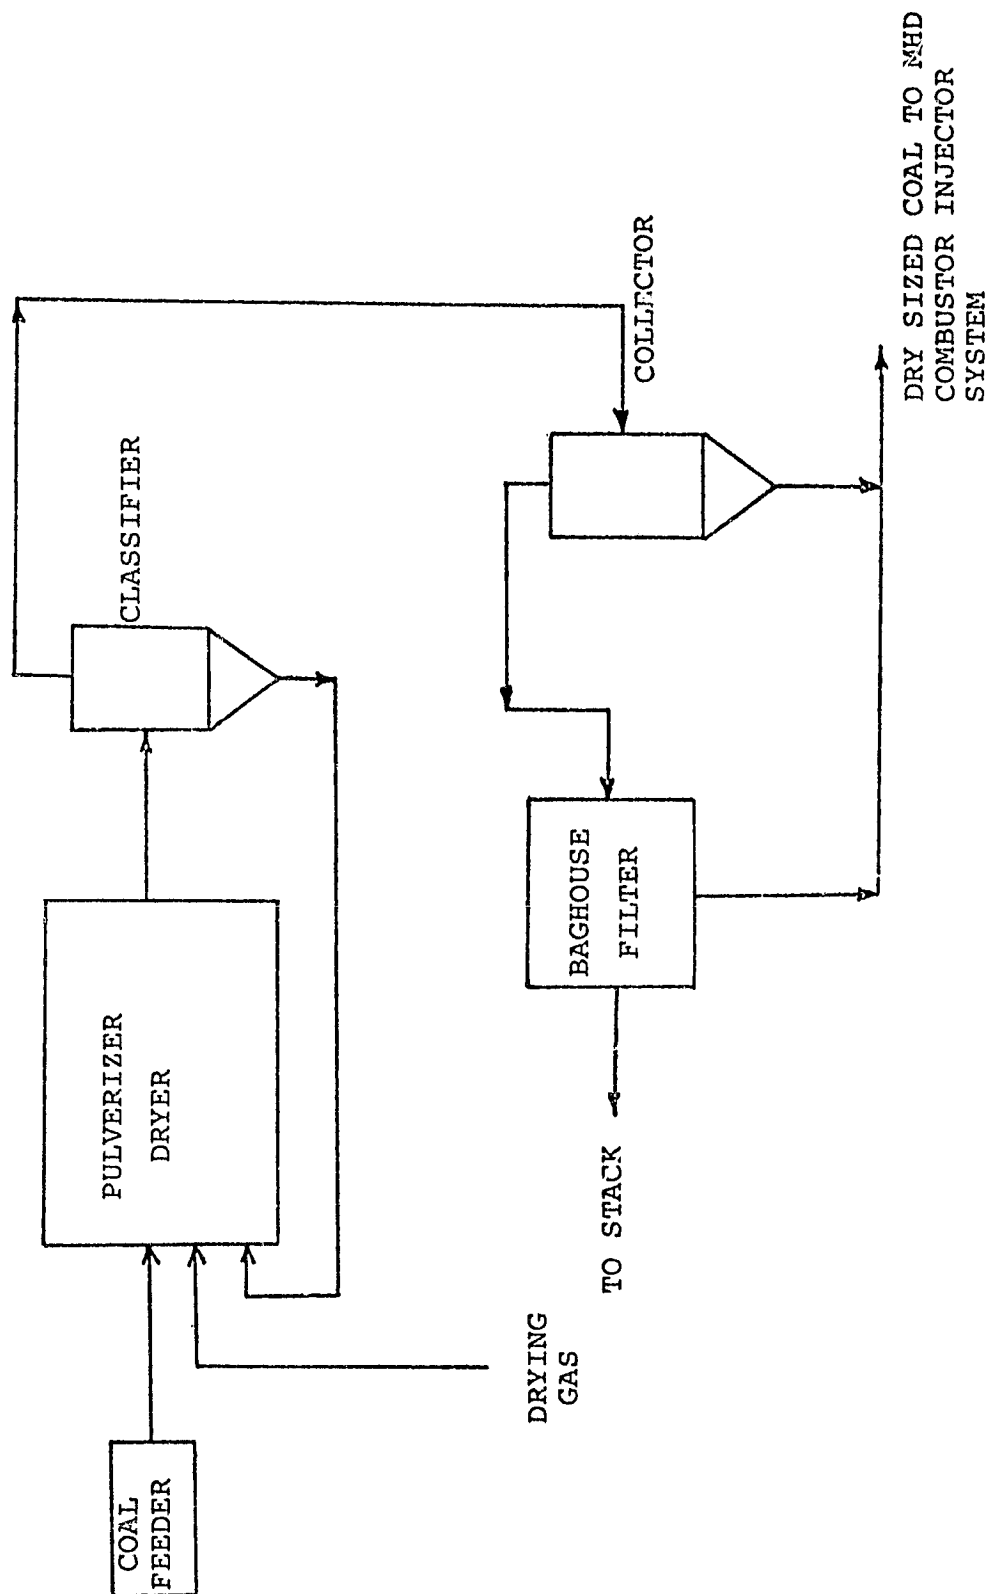 COAL
FEEDER
DRYING
GAS
PULVERIZER
DRYER
CLASSIFIER
TO STACK
BAGHOUSE
FILTER
COLLECTOR
DRY SIZED COAL TO MHD
COMBUSTOR INJECTOR
SYSTEM